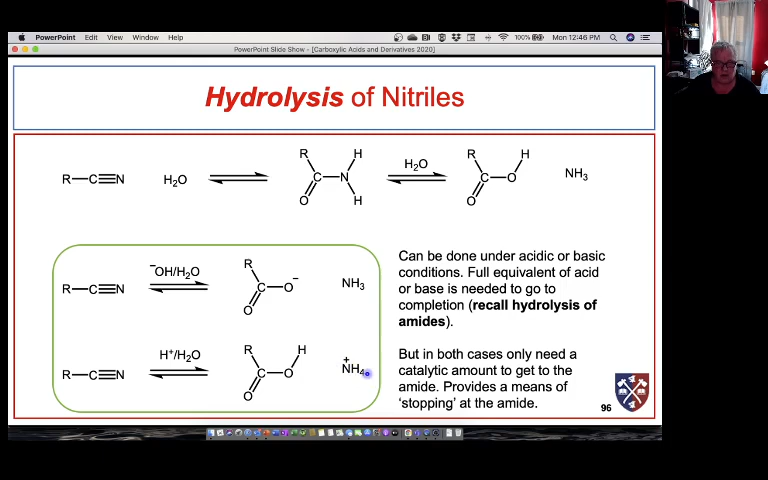 PowerPoint Edit View Window Help 100% Mon 12:46 PM
PowerPoint Slide Show - [Carboxylic Acids and Derivatives 2020]
Hydrolysis of Nitriles
R—C≡N H₂O R C O N H H H₂O R C O O H NH₃
R—C≡N ⁻OH/H₂O R C O O⁻ NH₃
R—C≡N H⁺/H₂O R C O O H NH₄⁺
Can be done under acidic or basic
conditions. Full equivalent of acid
or base is needed to go to
completion (recall hydrolysis of
amides).
But in both cases only need a
catalytic amount to get to the
amide. Provides a means of
‘stopping’ at the amide.
96